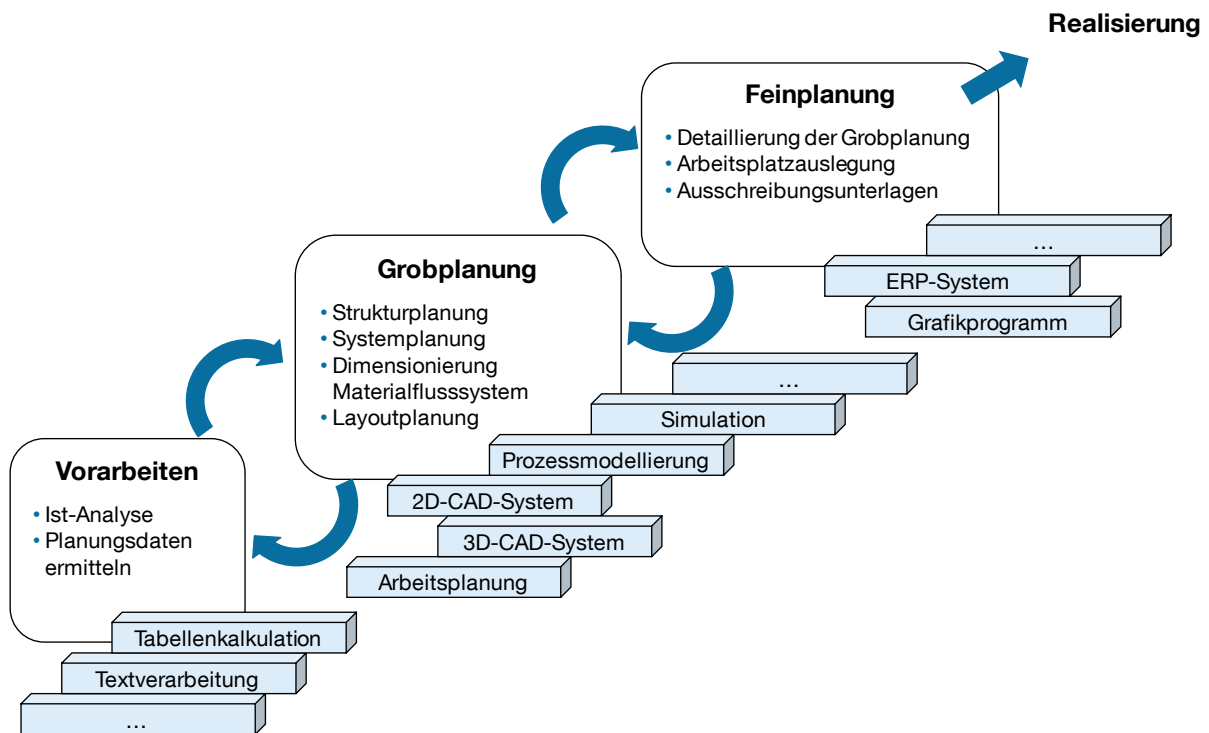 Realisierung
Feinplanung
• Detaillierung der Grobplanung
• Arbeitsplatzauslegung
• Ausschreibungsunterlagen
...
ERP-System
Grafikprogramm
Grobplanung
• Strukturplanung
• Systemplanung
• Dimensionierung
Materialflusssystem
• Layoutplanung
...
Simulation
Prozessmodellierung
2D-CAD-System
3D-CAD-System
Arbeitsplanung
Vorarbeiten
• Ist-Analyse
• Planungsdaten
ermitteln
Tabellenkalkulation
Textverarbeitung
...